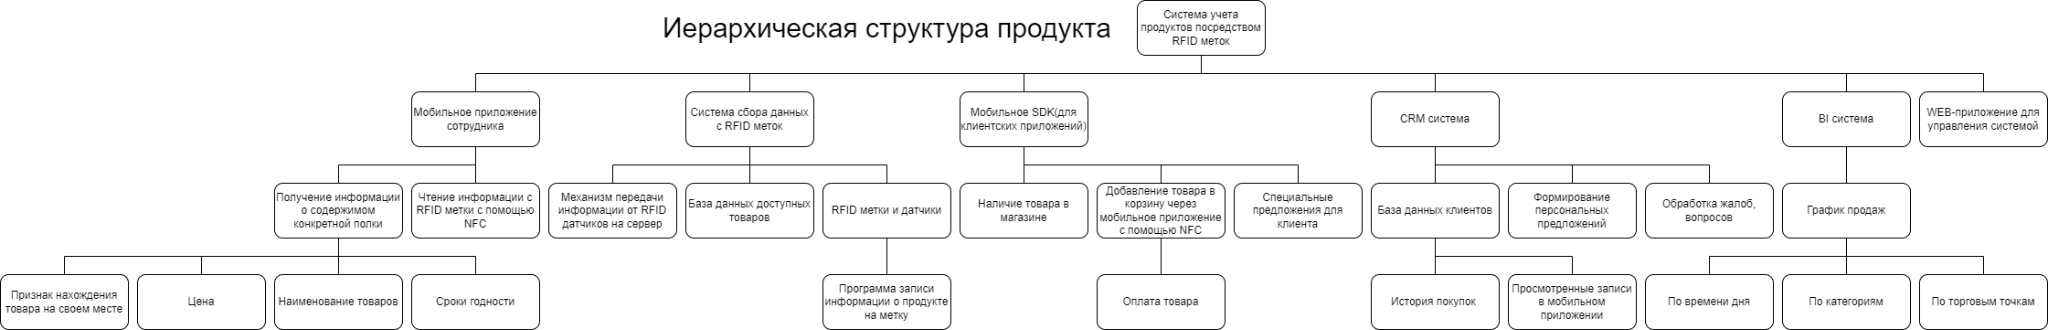 Иерархическая структура продукта
Система учета
продуктов посредством
RFID меток
Мобильное приложение
сотрудника
Система сбора данных
с RFID меток
Мобильное SDK(для
клиентских приложений)
CRM система
BI система
WEB-приложение для
управления системой
Получение информации
о содержимом
конкретной полки
Чтение информации с
RFID метки с помощью
NFC
Механизм передачи
информации от RFID
датчиков на сервер
База данных доступных
товаров
RFID метки и датчики
Наличие товара в
магазине
Добавление товара в
корзину через
мобильное приложение
с помощью NFC
Специальные
предложения для
клиента
База данных клиентов
Формирование
персональных
предложений
Обработка жалоб,
вопросов
График продаж
Признак нахождения
товара на своем месте
Цена
Наименование товаров
Сроки годности
Программа записи
информации о продукте
на метку
Оплата товара
История покупок
Просмотренные записи
в мобильном
приложении
По времени дня
По категориям
По торговым точкам